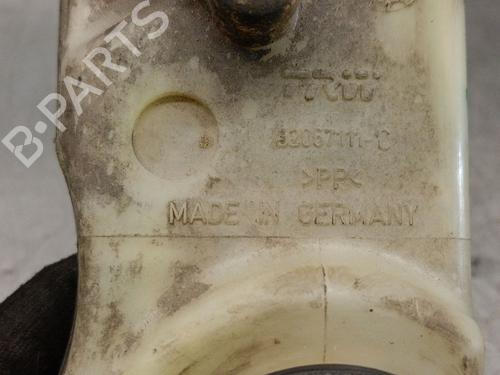 B-PARTS
32067111-C
>PP<
MADE IN GERMANY